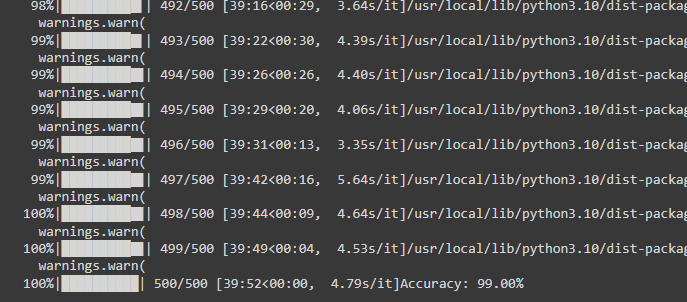 98%|██████████| 492/500 [39:16<00:29, 3.64s/it]/usr/local/lib/python3.10/dist-packag
warnings.warn(
99%|██████████| 493/500 [39:22<00:30, 4.39s/it]/usr/local/lib/python3.10/dist-packag
warnings.warn(
99%|██████████| 494/500 [39:26<00:26, 4.40s/it]/usr/local/lib/python3.10/dist-packag
warnings.warn(
99%|██████████| 495/500 [39:29<00:20, 4.06s/it]/usr/local/lib/python3.10/dist-packag
warnings.warn(
99%|██████████| 496/500 [39:31<00:13, 3.35s/it]/usr/local/lib/python3.10/dist-packag
warnings.warn(
99%|██████████| 497/500 [39:42<00:16, 5.64s/it]/usr/local/lib/python3.10/dist-packag
warnings.warn(
100%|██████████| 498/500 [39:44<00:09, 4.64s/it]/usr/local/lib/python3.10/dist-packag
warnings.warn(
100%|██████████| 499/500 [39:49<00:04, 4.53s/it]/usr/local/lib/python3.10/dist-packag
warnings.warn(
100%|██████████| 500/500 [39:52<00:00, 4.79s/it]Accuracy: 99.00%